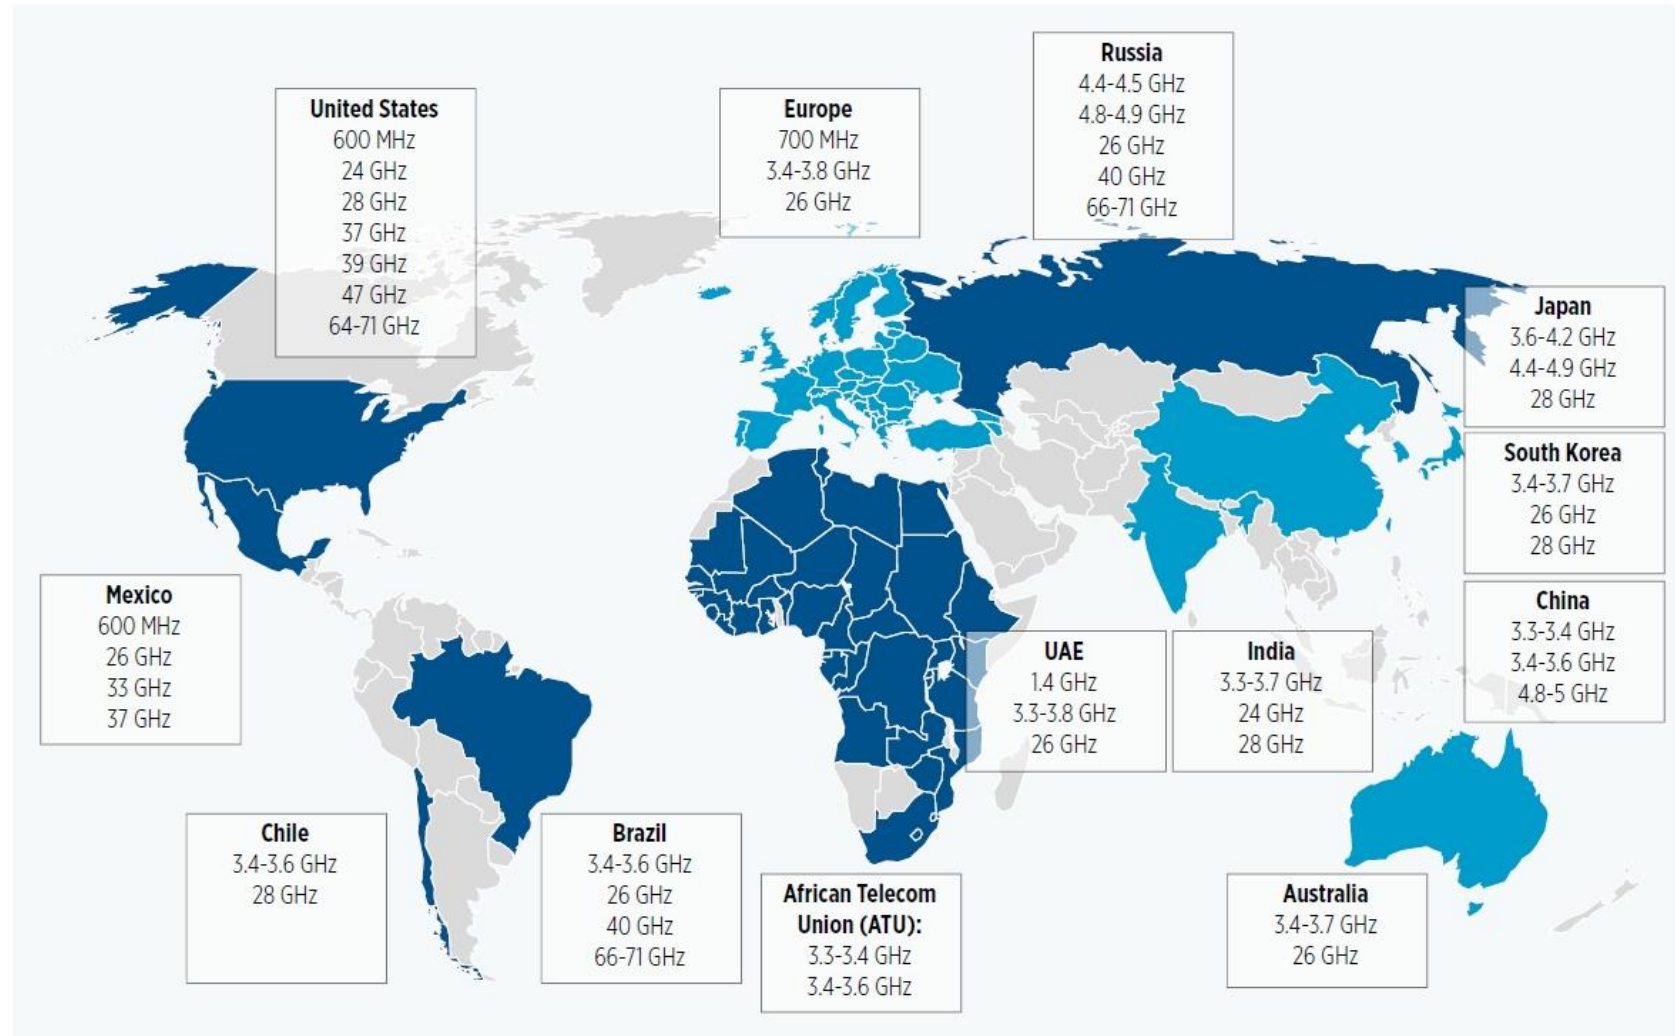 United States
600 MHz
24 GHz
28 GHz
37 GHz
39 GHz
47 GHz
64-71 GHz
Europe
700 MHz
3.4-3.8 GHz
26 GHz
Russia
4.4-4.5 GHz
4.8-4.9 GHz
26 GHz
40 GHz
66-71 GHz
Japan
3.6-4.2 GHz
4.4-4.9 GHz
28 GHz
South Korea
3.4-3.7 GHz
26 GHz
28 GHz
China
3.3-3.4 GHz
3.4-3.6 GHz
4.8-5 GHz
Mexico
600 MHz
26 GHz
33 GHz
37 GHz
UAE
1.4 GHz
3.3-3.8 GHz
26 GHz
India
3.3-3.7 GHz
24 GHz
28 GHz
Chile
3.4-3.6 GHz
28 GHz
Brazil
3.4-3.6 GHz
26 GHz
40 GHz
66-71 GHz
African Telecom
Union (ATU):
3.3-3.4 GHz
3.4-3.6 GHz
Australia
3.4-3.7 GHz
26 GHz